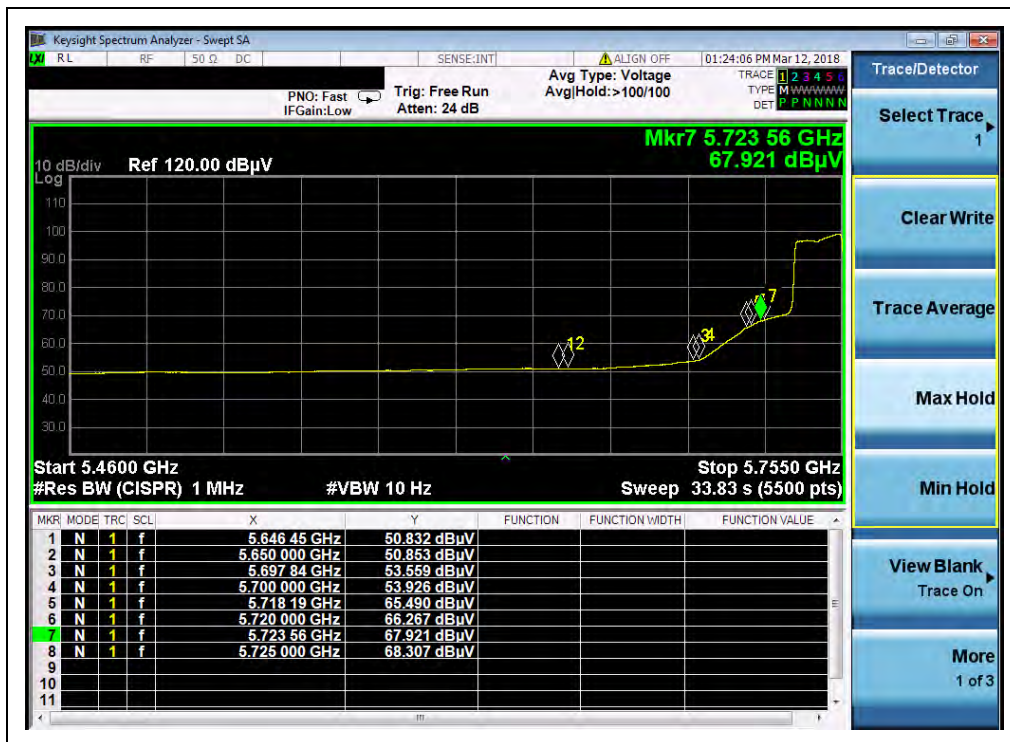 Keysight Spectrum Analyzer - Swept SA
LXI RL RF 50 Ω DC SENSE:INT ALIGN OFF 01:24:06 PM Mar 12, 2018
PNO: Fast
IFGain:Low
Trig: Free Run
Atten: 24 dB
Avg Type: Voltage
Avg|Hold:>100/100
TRACE 1 2 3 4 5 6
TYPE M WWWWW
DET P P N N N N
Mkr7 5.723 56 GHz
67.921 dBµV
10 dB/div Ref 120.00 dBµV
Log
110
100
90.0
80.0
70.0
60.0
50.0
40.0
30.0
1 2
3 4
7
Start 5.4600 GHz Stop 5.7550 GHz
#Res BW (CISPR) 1 MHz #VBW 10 Hz Sweep 33.83 s (5500 pts)
MKR MODE TRC SCL X Y FUNCTION FUNCTION WIDTH FUNCTION VALUE
1 N 1 f 5.646 45 GHz 50.832 dBµV
2 N 1 f 5.650 000 GHz 50.853 dBµV
3 N 1 f 5.697 84 GHz 53.559 dBµV
4 N 1 f 5.700 000 GHz 53.926 dBµV
5 N 1 f 5.718 19 GHz 65.490 dBµV
6 N 1 f 5.720 000 GHz 66.267 dBµV
7 N 1 f 5.723 56 GHz 67.921 dBµV
8 N 1 f 5.725 000 GHz 68.307 dBµV
9
10
11
Trace/Detector
Select Trace
1
Clear Write
Trace Average
Max Hold
Min Hold
View Blank
Trace On
More
1 of 3